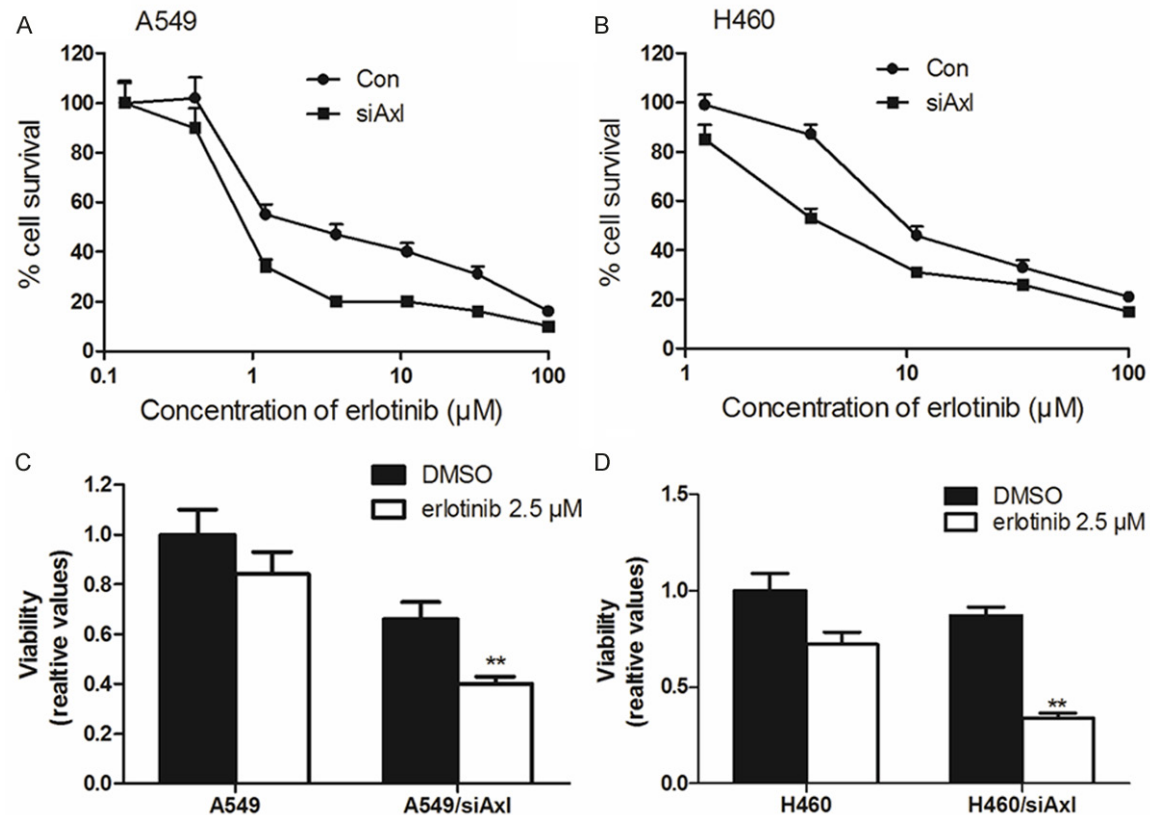 A
A549
120
100
80
60
40
20
0
% cell survival
Con
siAxl
0.1 1 10 100
Concentration of erlotinib (µM)
B
H460
120
100
80
60
40
20
0
% cell survival
Con
siAxl
1 10 100
Concentration of erlotinib (µM)
C
DMSO
erlotinib 2.5 µM
1.2
1.0
0.8
0.6
0.4
0.2
0.0
Viability
(realtive values)
**
A549 A549/siAxl
D
DMSO
erlotinib 2.5 µM
1.5
1.0
0.5
0.0
Viability
(realtive values)
**
H460 H460/siAxl